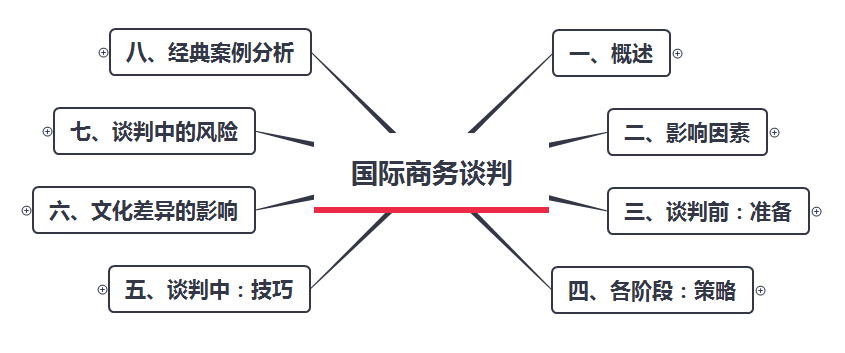 国际商务谈判
一、概述
二、影响因素
三、谈判前：准备
四、各阶段：策略
五、谈判中：技巧
六、文化差异的影响
七、谈判中的风险
八、经典案例分析